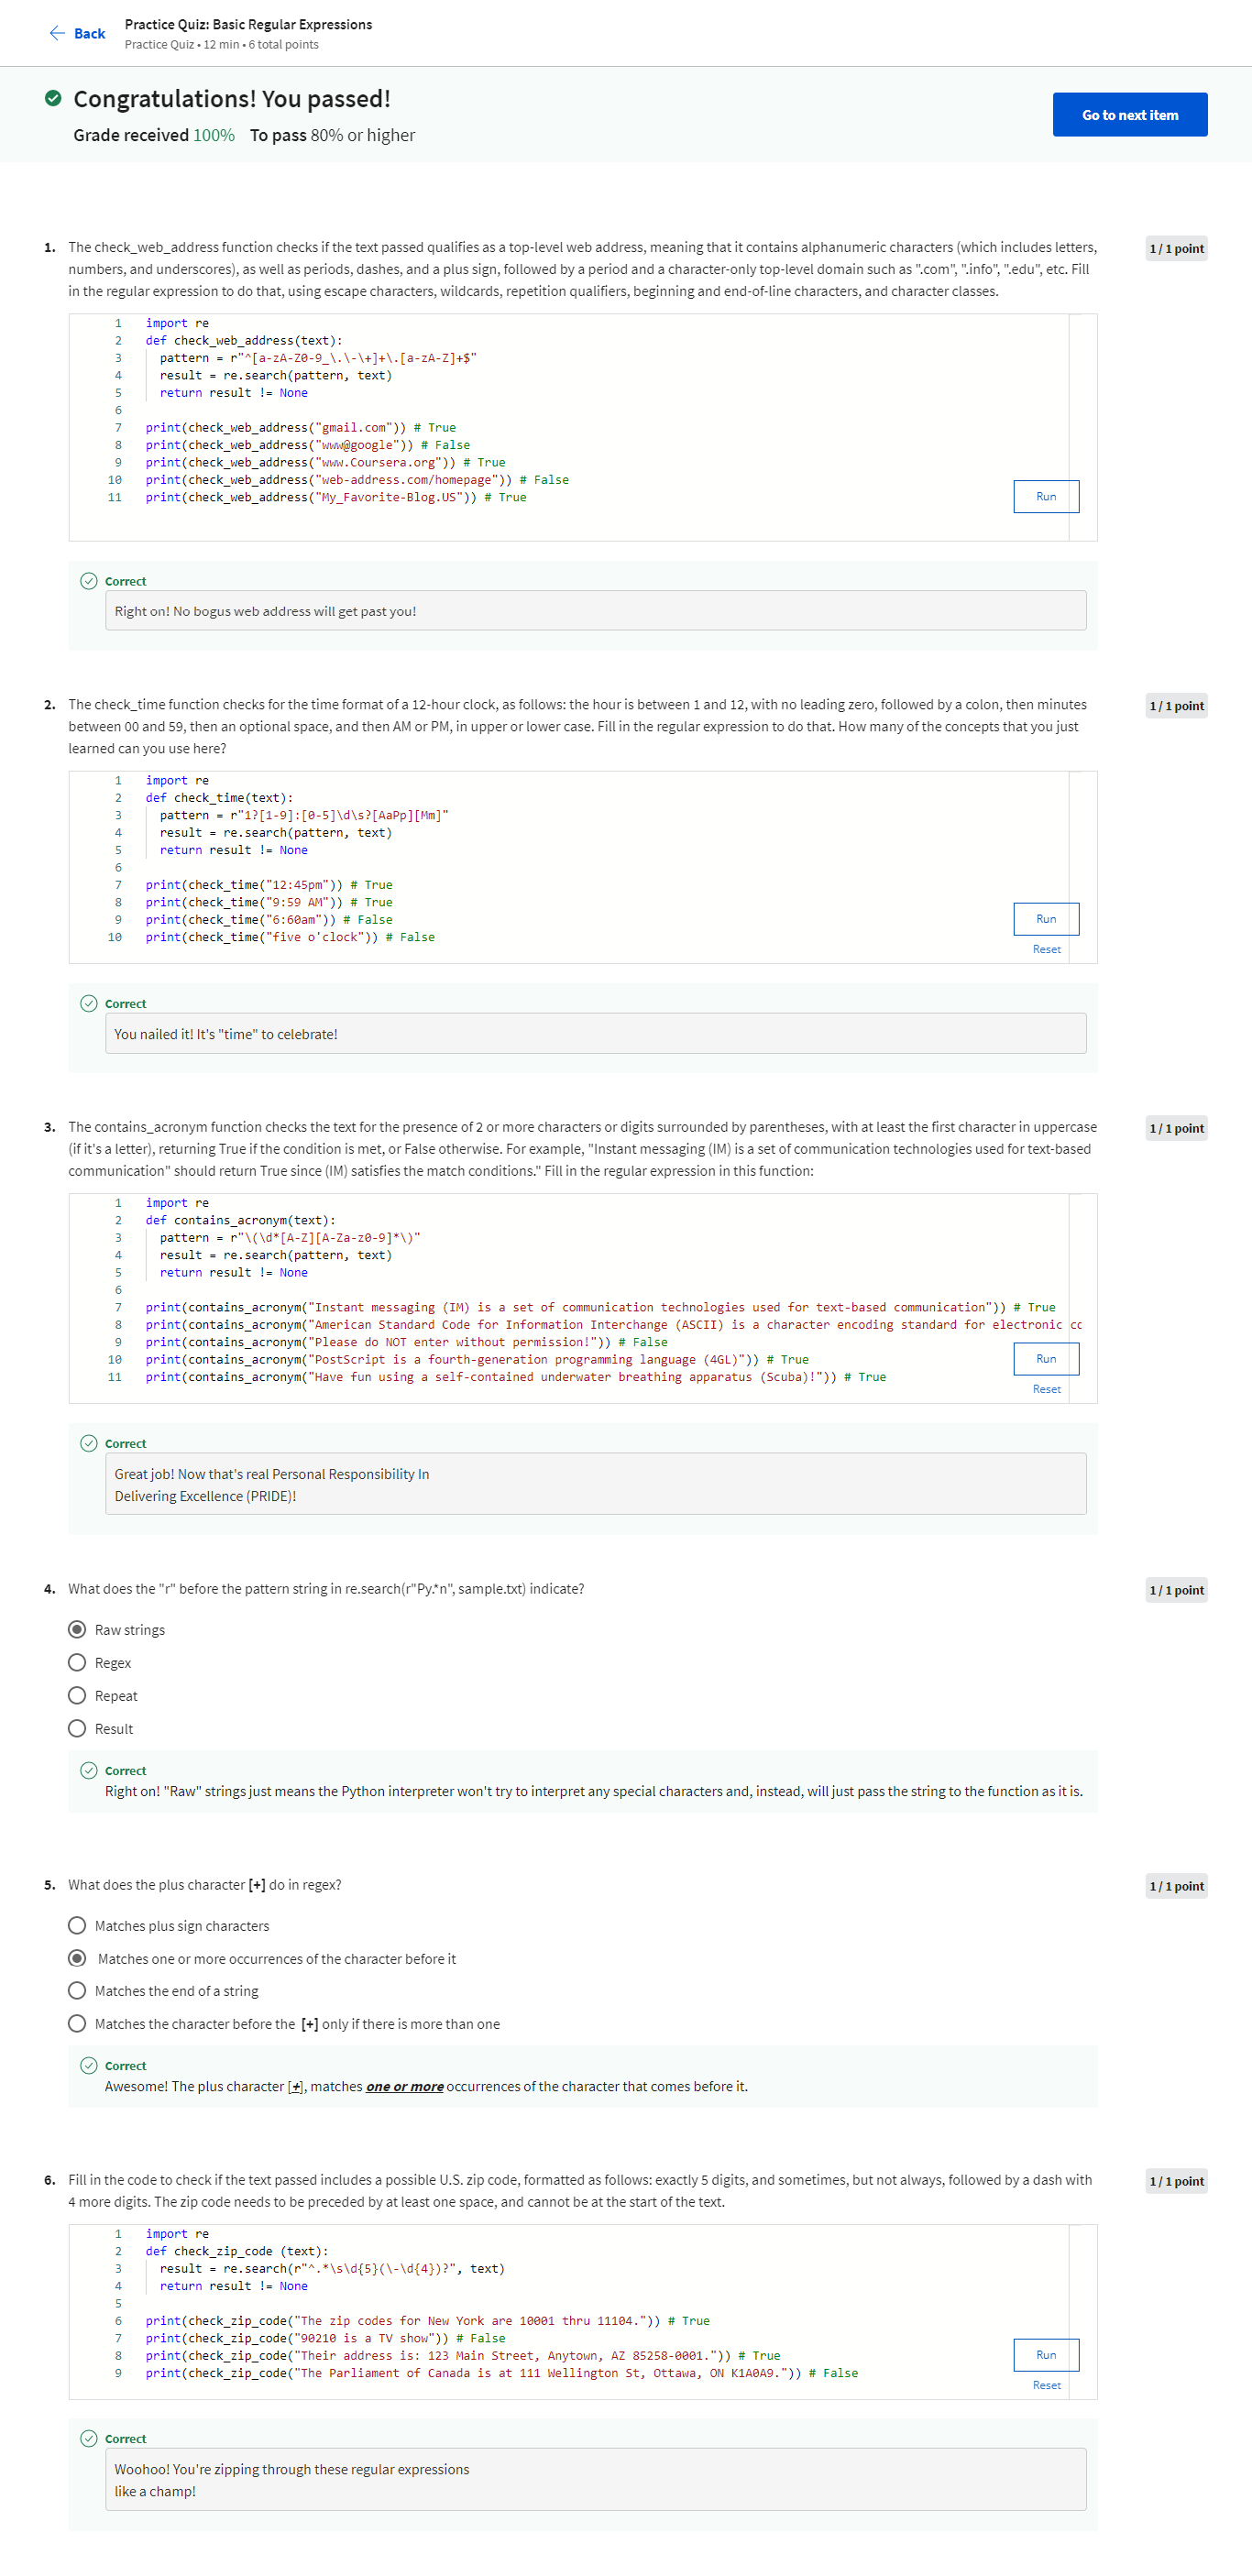 Back
Practice Quiz: Basic Regular Expressions
Practice Quiz • 12 min • 6 total points
Congratulations! You passed!
Grade received 100% To pass 80% or higher
Go to next item
1. The check_web_address function checks if the text passed qualifies as a top-level web address, meaning that it contains alphanumeric characters (which includes letters,
numbers, and underscores), as well as periods, dashes, and a plus sign, followed by a period and a character-only top-level domain such as ".com", ".info", ".edu", etc. Fill
in the regular expression to do that, using escape characters, wildcards, repetition qualifiers, beginning and end-of-line characters, and character classes.
1 / 1 point
1 import re
2 def check_web_address(text):
3 pattern = r"^[a-zA-Z0-9_\.\-\+]+\.[a-zA-Z]+$"
4 result = re.search(pattern, text)
5 return result != None
6
7 print(check_web_address("gmail.com")) # True
8 print(check_web_address("www@google")) # False
9 print(check_web_address("www.Coursera.org")) # True
10 print(check_web_address("web-address.com/homepage")) # False
11 print(check_web_address("My_Favorite-Blog.US")) # True
Run
Correct
Right on! No bogus web address will get past you!
2. The check_time function checks for the time format of a 12-hour clock, as follows: the hour is between 1 and 12, with no leading zero, followed by a colon, then minutes
between 00 and 59, then an optional space, and then AM or PM, in upper or lower case. Fill in the regular expression to do that. How many of the concepts that you just
learned can you use here?
1 / 1 point
1 import re
2 def check_time(text):
3 pattern = r"1?[1-9]:[0-5]\d\s?[AaPp][Mm]"
4 result = re.search(pattern, text)
5 return result != None
6
7 print(check_time("12:45pm")) # True
8 print(check_time("9:59 AM")) # True
9 print(check_time("6:60am")) # False
10 print(check_time("five o'clock")) # False
Run
Reset
Correct
You nailed it! It's "time" to celebrate!
3. The contains_acronym function checks the text for the presence of 2 or more characters or digits surrounded by parentheses, with at least the first character in uppercase
(if it's a letter), returning True if the condition is met, or False otherwise. For example, "Instant messaging (IM) is a set of communication technologies used for text-based
communication" should return True since (IM) satisfies the match conditions." Fill in the regular expression in this function:
1 / 1 point
1 import re
2 def contains_acronym(text):
3 pattern = r"\(\d*[A-Z][A-Za-z0-9]*\)"
4 result = re.search(pattern, text)
5 return result != None
6
7 print(contains_acronym("Instant messaging (IM) is a set of communication technologies used for text-based communication")) # True
8 print(contains_acronym("American Standard Code for Information Interchange (ASCII) is a character encoding standard for electronic cc
9 print(contains_acronym("Please do NOT enter without permission!")) # False
10 print(contains_acronym("PostScript is a fourth-generation programming language (4GL)")) # True
11 print(contains_acronym("Have fun using a self-contained underwater breathing apparatus (Scuba)!")) # True
Run
Reset
Correct
Great job! Now that's real Personal Responsibility In
Delivering Excellence (PRIDE)!
4. What does the "r" before the pattern string in re.search(r"Py.*n", sample.txt) indicate?
1 / 1 point
Raw strings
Regex
Repeat
Result
Correct
Right on! "Raw" strings just means the Python interpreter won't try to interpret any special characters and, instead, will just pass the string to the function as it is.
5. What does the plus character [+] do in regex?
1 / 1 point
Matches plus sign characters
Matches one or more occurrences of the character before it
Matches the end of a string
Matches the character before the [+] only if there is more than one
Correct
Awesome! The plus character [+], matches one or more occurrences of the character that comes before it.
6. Fill in the code to check if the text passed includes a possible U.S. zip code, formatted as follows: exactly 5 digits, and sometimes, but not always, followed by a dash with
4 more digits. The zip code needs to be preceded by at least one space, and cannot be at the start of the text.
1 / 1 point
1 import re
2 def check_zip_code (text):
3 result = re.search(r"^.*\s\d{5}(\-\d{4})?", text)
4 return result != None
5
6 print(check_zip_code("The zip codes for New York are 10001 thru 11104.")) # True
7 print(check_zip_code("90210 is a TV show")) # False
8 print(check_zip_code("Their address is: 123 Main Street, Anytown, AZ 85258-0001.")) # True
9 print(check_zip_code("The Parliament of Canada is at 111 Wellington St, Ottawa, ON K1A0A9.")) # False
Run
Reset
Correct
Woohoo! You're zipping through these regular expressions
like a champ!